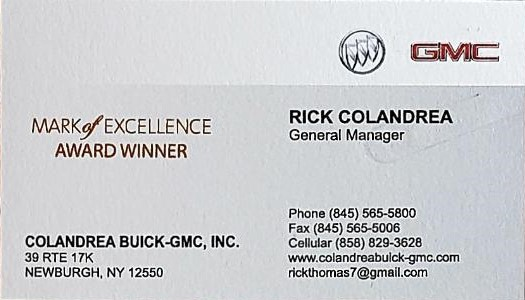 GMC
MARK of EXCELLENCE
AWARD WINNER
RICK COLANDREA
General Manager
COLANDREA BUICK-GMC, INC.
39 RTE 17K
NEWBURGH, NY 12550
Phone (845) 565-5800
Fax (845) 565-5006
Cellular (858) 829-3628
www.colandreabuick-gmc.com
rickthomas7@gmail.com